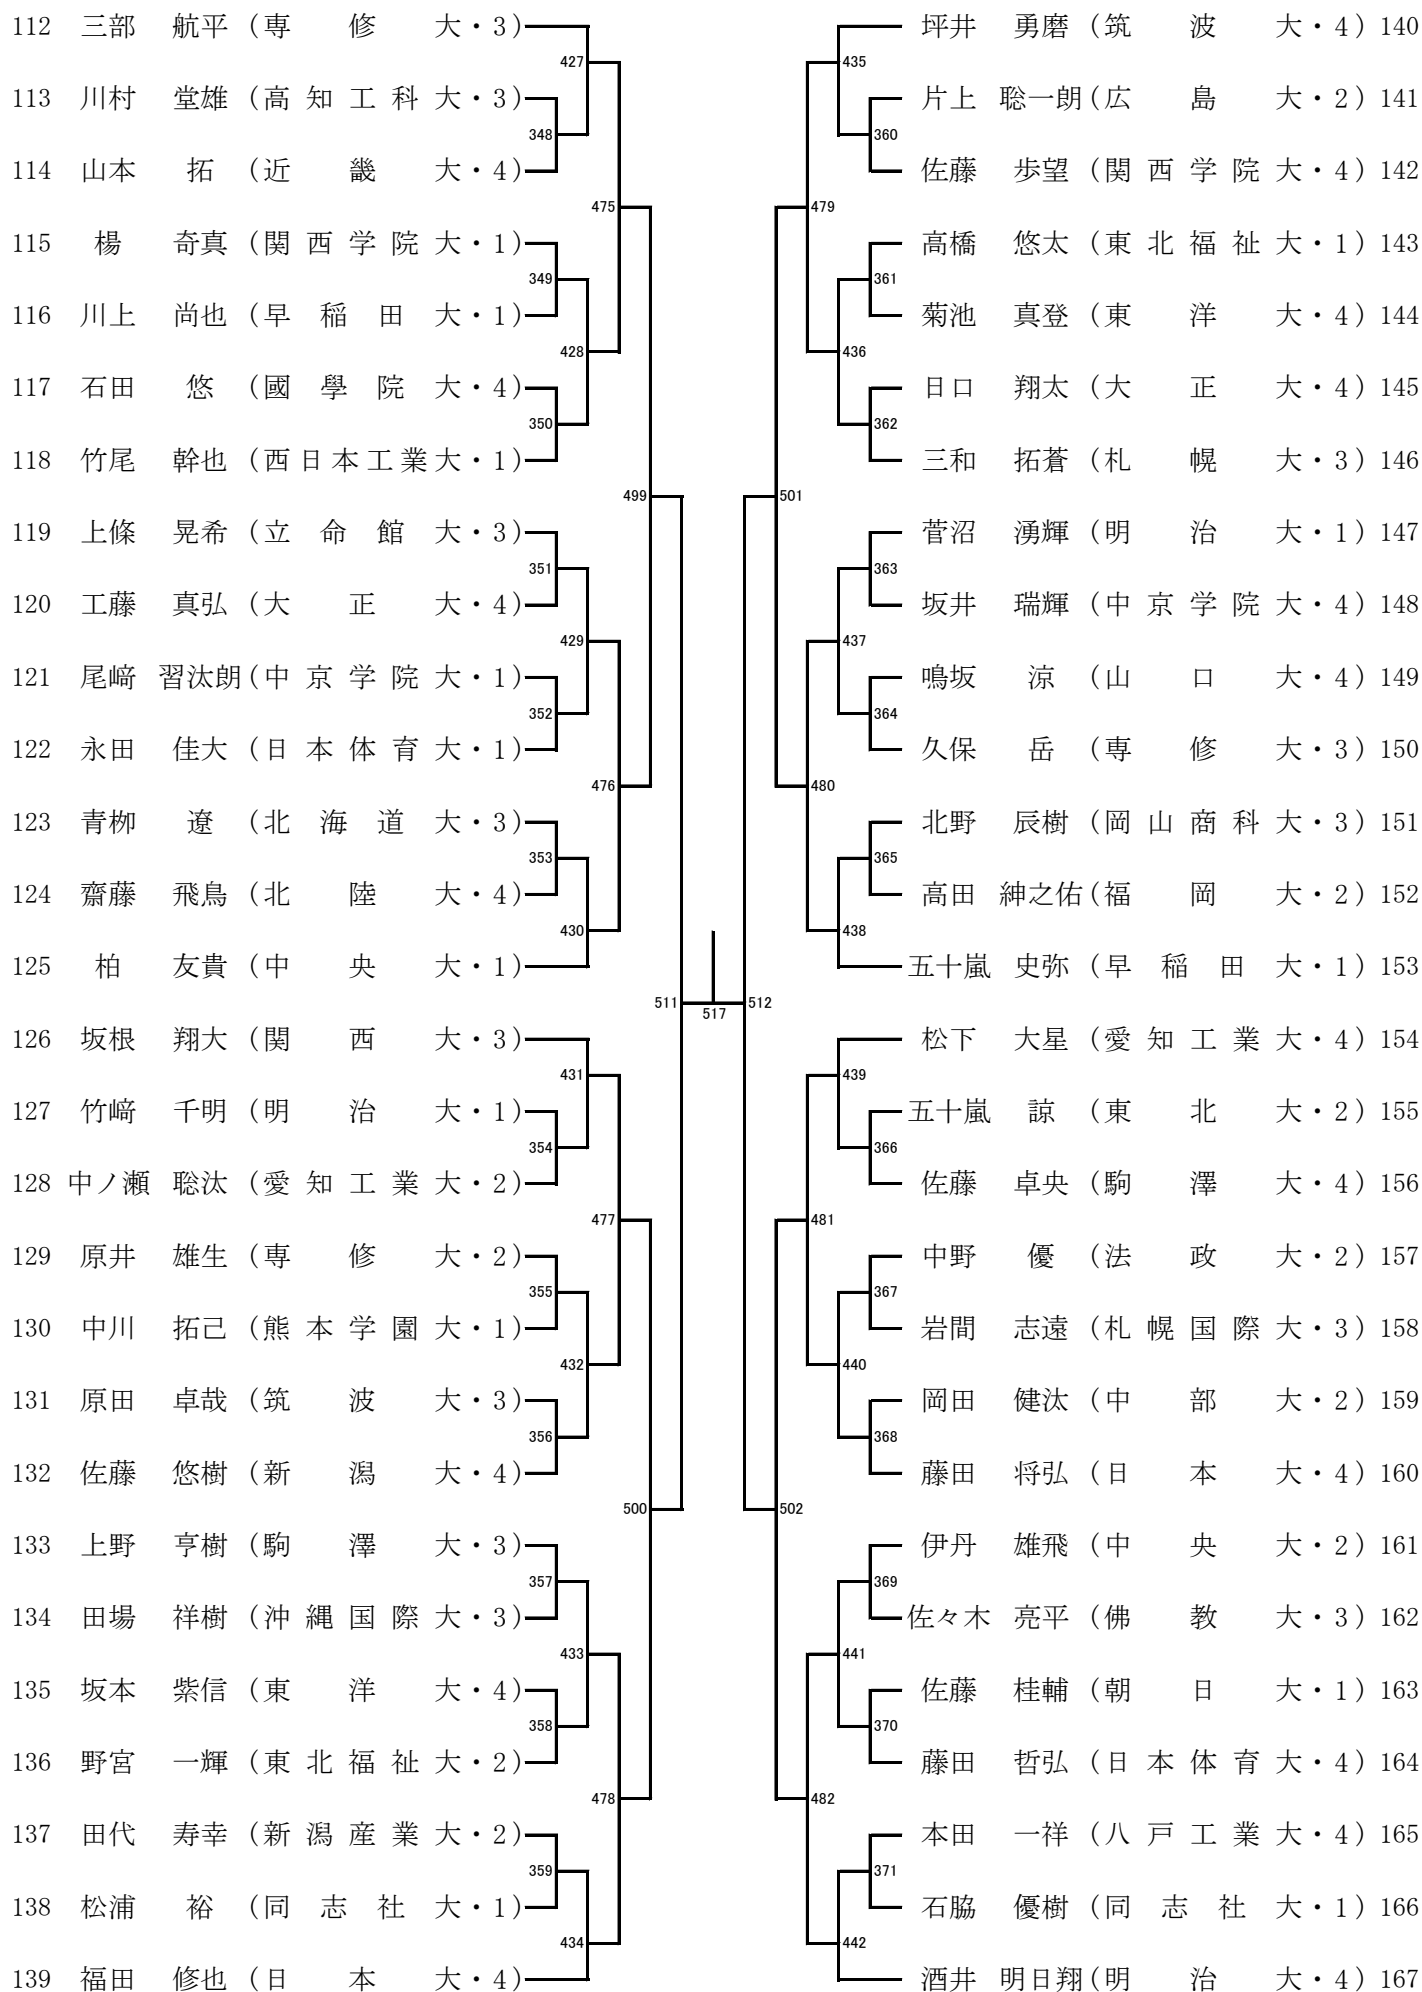 112 三部 航平 (専修大・3) 坪井 勇磨 (筑波大・4) 140
427 435
113 川村 堂雄 (高知工科大・3) 片上 聡一朗 (広島大・2) 141
348 360
114 山本 拓 (近畿大・4) 佐藤 歩望 (関西学院大・4) 142
475 479
115 楊 奇真 (関西学院大・1) 高橋 悠太 (東北福祉大・1) 143
349 361
116 川上 尚也 (早稲田大・1) 菊池 真登 (東洋大・4) 144
428 436
117 石田 悠 (國學院大・4) 日口 翔太 (大正大・4) 145
350 362
118 竹尾 幹也 (西日本工業大・1) 三和 拓蒼 (札幌大・3) 146
499 501
119 上條 晃希 (立命館大・3) 菅沼 湧輝 (明治大・1) 147
351 363
120 工藤 真弘 (大正大・4) 坂井 瑞輝 (中京学院大・4) 148
429 437
121 尾﨑 習汰朗 (中京学院大・1) 鳴坂 涼 (山口大・4) 149
352 364
122 永田 佳大 (日本体育大・1) 久保 岳 (専修大・3) 150
476 480
123 青栁 遼 (北海道大・3) 北野 辰樹 (岡山商科大・3) 151
353 365
124 齋藤 飛鳥 (北陸大・4) 高田 紳之佑 (福岡大・2) 152
430 438
125 柏 友貴 (中央大・1) 五十嵐 史弥 (早稲田大・1) 153
511 517 512
126 坂根 翔大 (関西大・3) 松下 大星 (愛知工業大・4) 154
431 439
127 竹﨑 千明 (明治大・1) 五十嵐 諒 (東北大・2) 155
354 366
128 中ノ瀬 聡汰 (愛知工業大・2) 佐藤 卓央 (駒澤大・4) 156
477 481
129 原井 雄生 (専修大・2) 中野 優 (法政大・2) 157
355 367
130 中川 拓己 (熊本学園大・1) 岩間 志遠 (札幌国際大・3) 158
432 440
131 原田 卓哉 (筑波大・3) 岡田 健汰 (中部大・2) 159
356 368
132 佐藤 悠樹 (新潟大・4) 藤田 将弘 (日本大・4) 160
500 502
133 上野 亨樹 (駒澤大・3) 伊丹 雄飛 (中央大・2) 161
357 369
134 田場 祥樹 (沖縄国際大・3) 佐々木 亮平 (佛教大・3) 162
433 441
135 坂本 紫信 (東洋大・4) 佐藤 桂輔 (朝日大・1) 163
358 370
136 野宮 一輝 (東北福祉大・2) 藤田 哲弘 (日本体育大・4) 164
478 482
137 田代 寿幸 (新潟産業大・2) 本田 一祥 (八戸工業大・4) 165
359 371
138 松浦 裕 (同志社大・1) 石脇 優樹 (同志社大・1) 166
434 442
139 福田 修也 (日本大・4) 酒井 明日翔 (明治大・4) 167